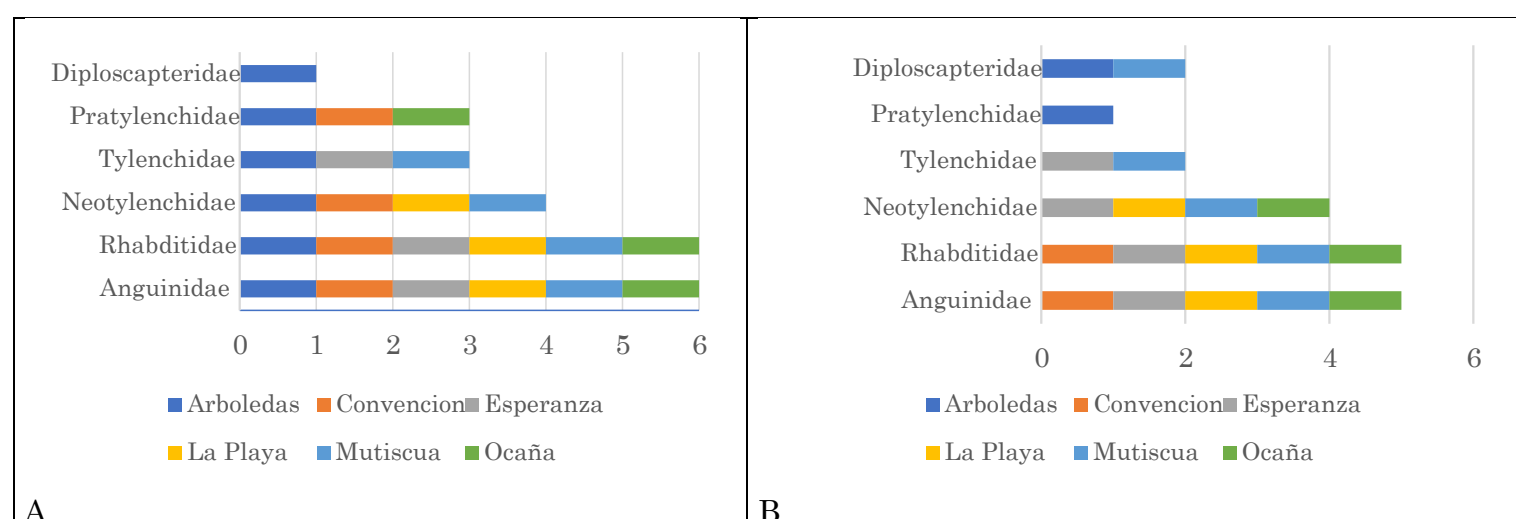 Diploscapteridae
Pratylenchidae
Tylenchidae
Neotylenchidae
Rhabditidae
Anguinidae
0 1 2 3 4 5 6
Arboledas Convencion Esperanza
La Playa Mutiscua Ocaña
A
Diploscapteridae
Pratylenchidae
Tylenchidae
Neotylenchidae
Rhabditidae
Anguinidae
0 2 4 6
Arboledas Convencion Esperanza
La Playa Mutiscua Ocaña
B